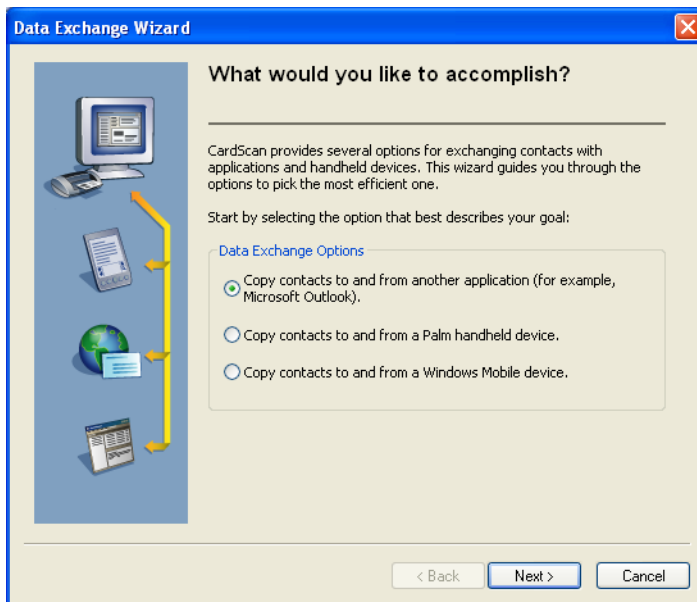 Data Exchange Wizard
What would you like to accomplish?
CardScan provides several options for exchanging contacts with
applications and handheld devices. This wizard guides you through the
options to pick the most efficient one.
Start by selecting the option that best describes your goal:
Data Exchange Options
Copy contacts to and from another application (for example,
Microsoft Outlook).
Copy contacts to and from a Palm handheld device.
Copy contacts to and from a Windows Mobile device.
< Back
Next >
Cancel